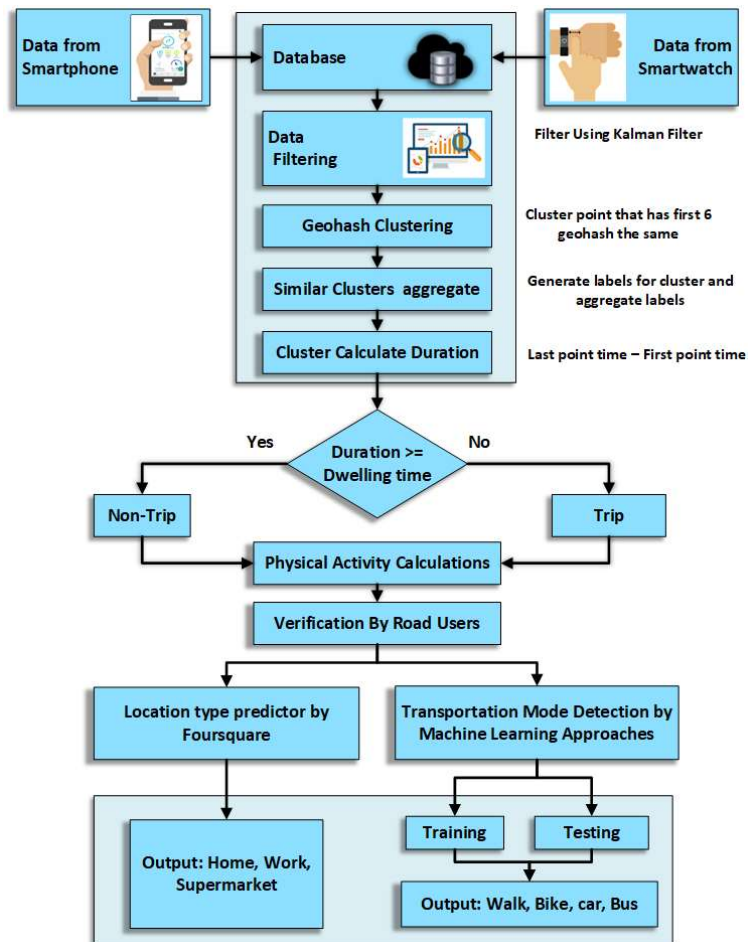 Data from
Smartphone
Database
Data from
Smartwatch
Data
Filtering
Filter Using Kalman Filter
Geohash Clustering
Cluster point that has first 6
geohash the same
Similar Clusters aggregate
Generate labels for cluster and
aggregate labels
Cluster Calculate Duration
Last point time – First point time
Yes
No
Duration >=
Dwelling time
Non-Trip
Trip
Physical Activity Calculations
Verification By Road Users
Location type predictor by
Foursquare
Transportation Mode Detection by
Machine Learning Approaches
Training
Testing
Output: Home, Work,
Supermarket
Output: Walk, Bike, car, Bus